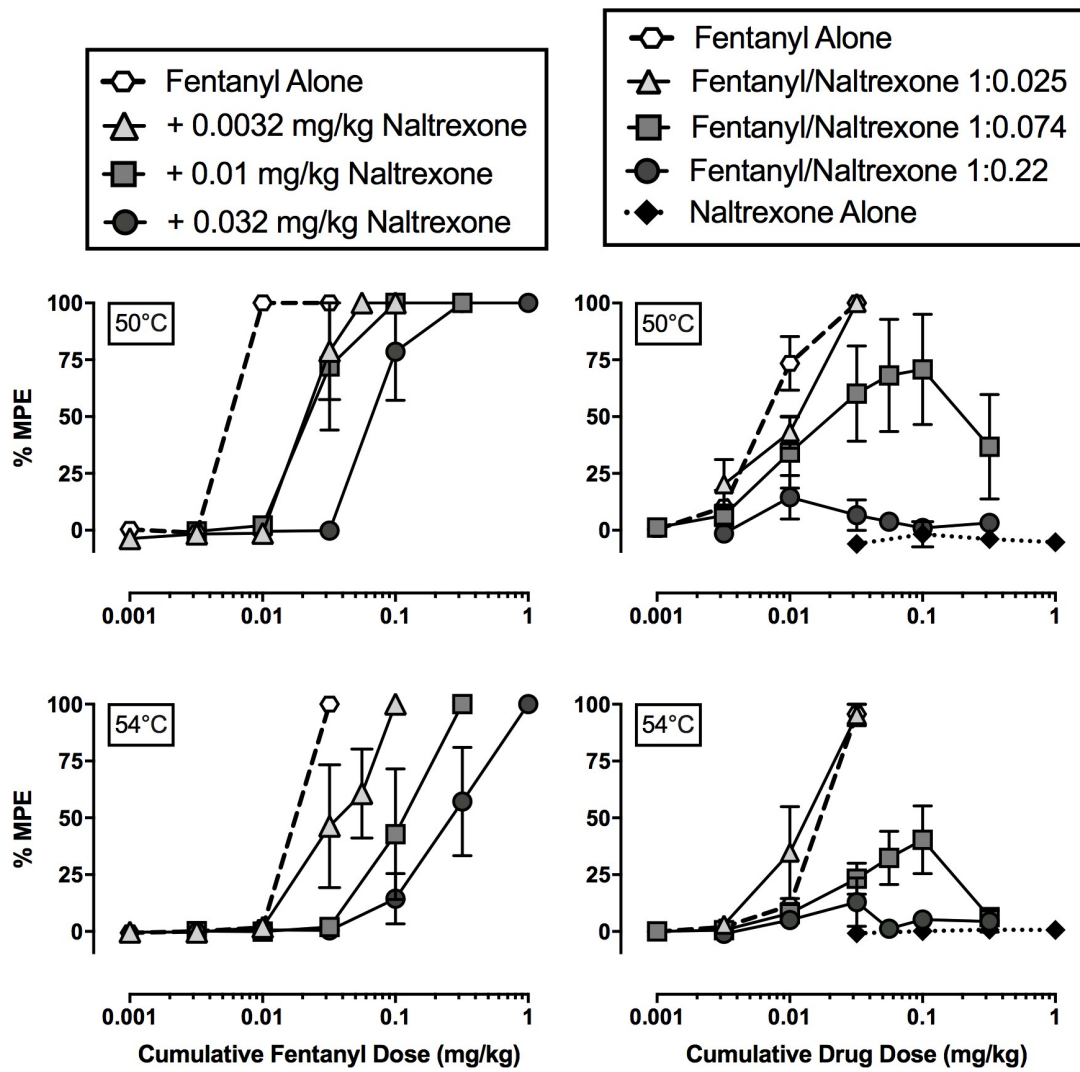 Fentanyl Alone
+ 0.0032 mg/kg Naltrexone
+ 0.01 mg/kg Naltrexone
+ 0.032 mg/kg Naltrexone
Fentanyl Alone
Fentanyl/Naltrexone 1:0.025
Fentanyl/Naltrexone 1:0.074
Fentanyl/Naltrexone 1:0.22
Naltrexone Alone
% MPE
100
75
50
25
0
50°C
0.001 0.01 0.1 1
100
75
50
25
0
50°C
0.001 0.01 0.1 1
% MPE
100
75
50
25
0
54°C
0.001 0.01 0.1 1
Cumulative Fentanyl Dose (mg/kg)
100
75
50
25
0
54°C
0.001 0.01 0.1 1
Cumulative Drug Dose (mg/kg)